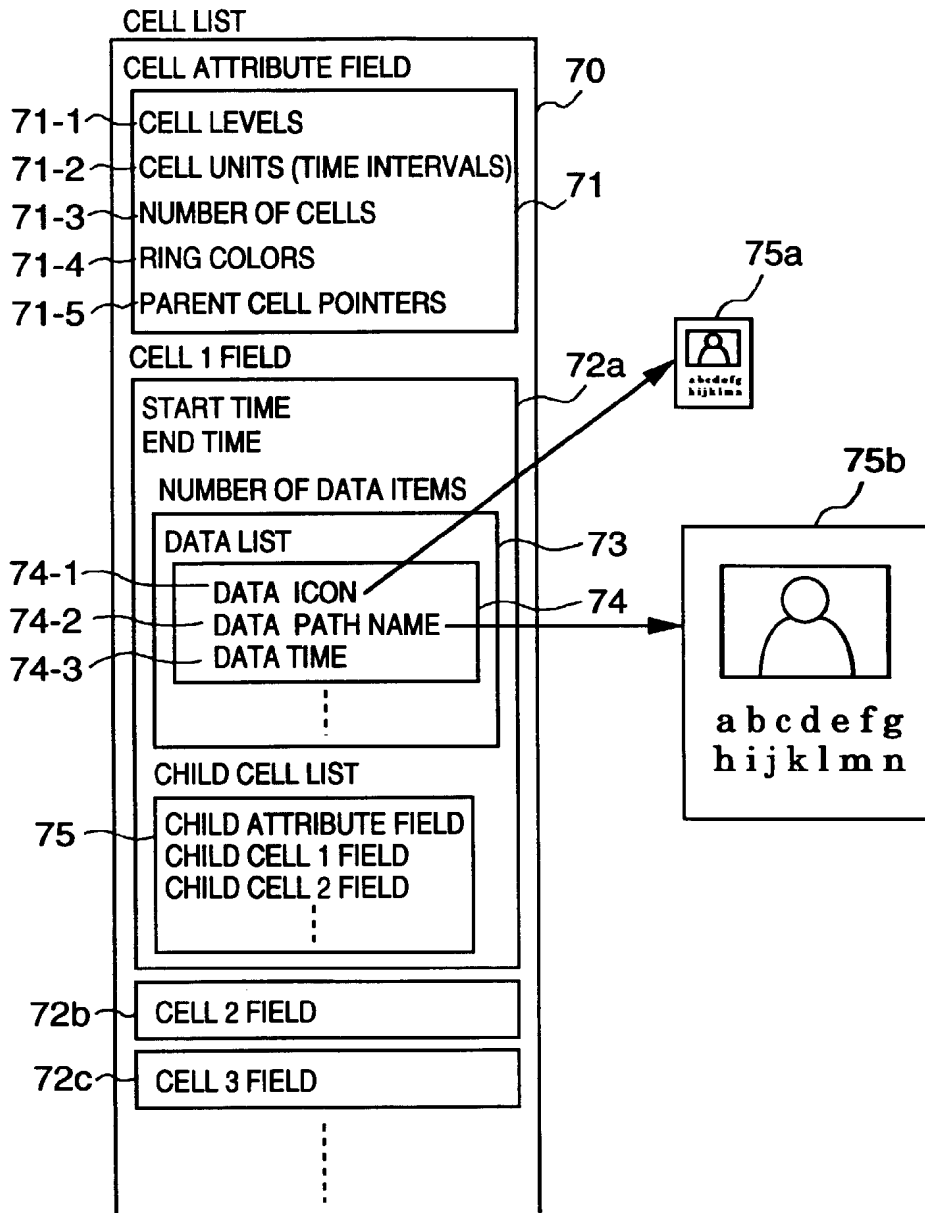 CELL LIST
CELL ATTRIBUTE FIELD
70
71-1
CELL LEVELS
71-2
CELL UNITS (TIME INTERVALS)
71
71-3
NUMBER OF CELLS
71-4
RING COLORS
71-5
PARENT CELL POINTERS
75a
abcdefg
hijklmn
CELL 1 FIELD
72a
START TIME
END TIME
NUMBER OF DATA ITEMS
75b
DATA LIST
73
74-1
DATA ICON
74-2
DATA PATH NAME
74
74-3
DATA TIME
a b c d e f g
h i j k l m n
CHILD CELL LIST
75
CHILD ATTRIBUTE FIELD
CHILD CELL 1 FIELD
CHILD CELL 2 FIELD
72b
CELL 2 FIELD
72c
CELL 3 FIELD